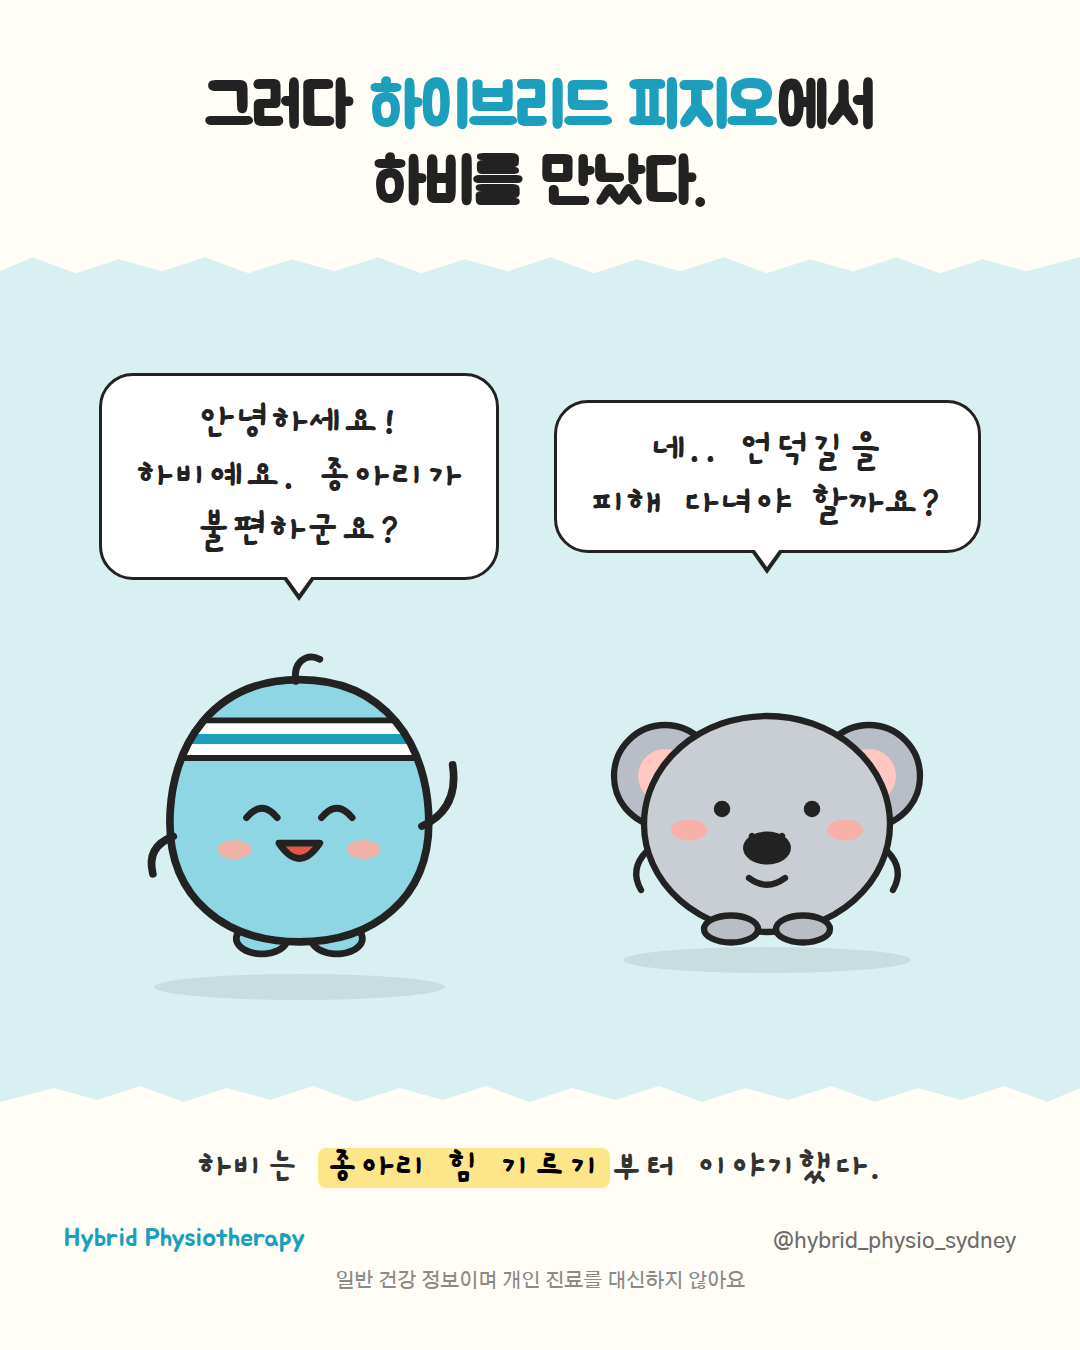 그러다 하이브리드 피지오에서
하비를 만났다.
안녕하세요!
하비예요. 종아리가
불편하군요?
네.. 언덕길을
피해 다녀야 할까요?
하비는 종아리 힘 기르기부터 이야기했다.
Hybrid Physiotherapy
@hybrid_physio_sydney
일반 건강 정보이며 개인 진료를 대신하지 않아요